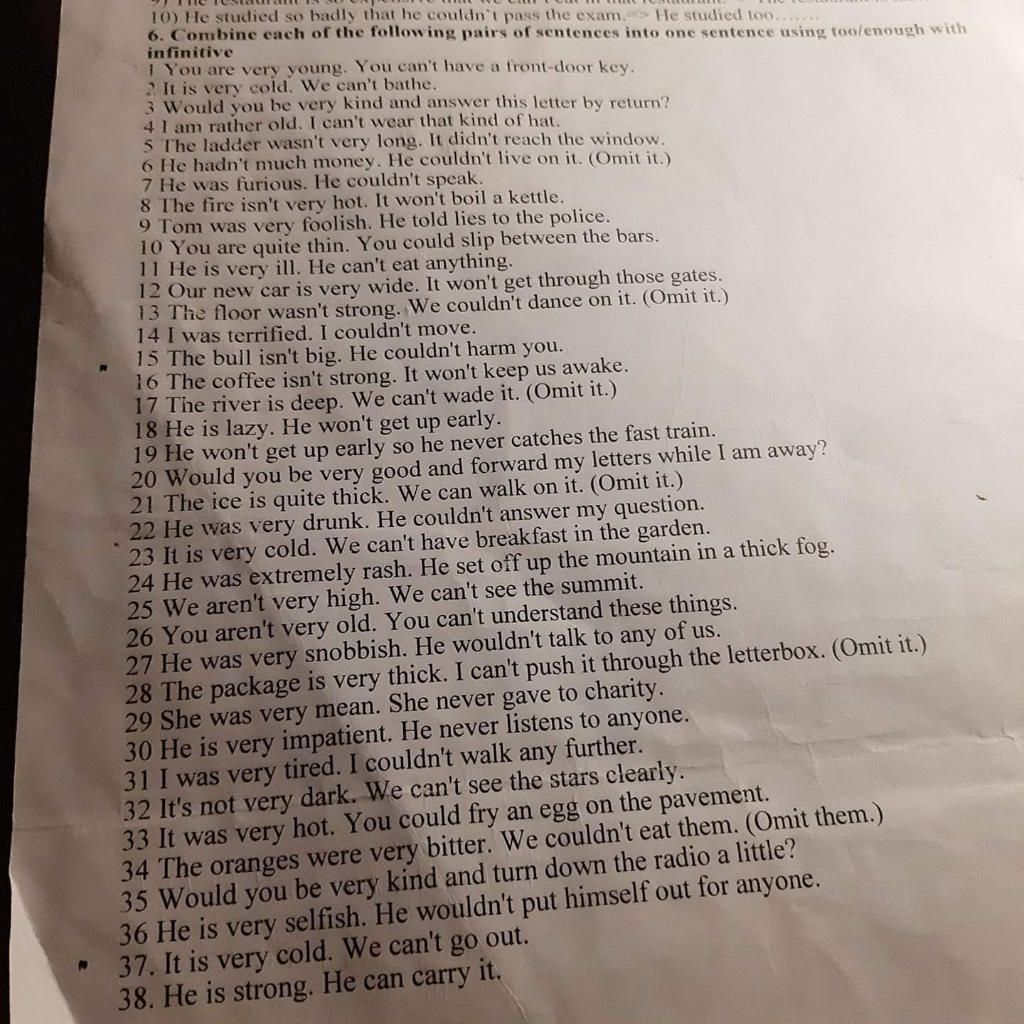 10) He studied so badly that he couldn't pass the exam.=> He studied too.......
6. Combine each of the following pairs of sentences into one sentence using too/enough with
infinitive
1 You are very young. You can't have a front-door key.
2 It is very cold. We can't bathe.
3 Would you be very kind and answer this letter by return?
4 I am rather old. I can't wear that kind of hat.
5 The ladder wasn't very long. It didn't reach the window.
6 He hadn't much money. He couldn't live on it. (Omit it.)
7 He was furious. He couldn't speak.
8 The fire isn't very hot. It won't boil a kettle.
9 Tom was very foolish. He told lies to the police.
10 You are quite thin. You could slip between the bars.
11 He is very ill. He can't eat anything.
12 Our new car is very wide. It won't get through those gates.
13 The floor wasn't strong. We couldn't dance on it. (Omit it.)
14 I was terrified. I couldn't move.
15 The bull isn't big. He couldn't harm you.
16 The coffee isn't strong. It won't keep us awake.
17 The river is deep. We can't wade it. (Omit it.)
18 He is lazy. He won't get up early.
19 He won't get up early so he never catches the fast train.
20 Would you be very good and forward my letters while I am away?
21 The ice is quite thick. We can walk on it. (Omit it.)
22 He was very drunk. He couldn't answer my question.
23 It is very cold. We can't have breakfast in the garden.
24 He was extremely rash. He set off up the mountain in a thick fog.
25 We aren't very high. We can't see the summit.
26 You aren't very old. You can't understand these things.
27 He was very snobbish. He wouldn't talk to any of us.
28 The package is very thick. I can't push it through the letterbox. (Omit it.)
29 She was very mean. She never gave to charity.
30 He is very impatient. He never listens to anyone.
31 I was very tired. I couldn't walk any further.
32 It's not very dark. We can't see the stars clearly.
33 It was very hot. You could fry an egg on the pavement.
34 The oranges were very bitter. We couldn't eat them. (Omit them.)
35 Would you be very kind and turn down the radio a little?
36 He is very selfish. He wouldn't put himself out for anyone.
37. It is very cold. We can't go out.
38. He is strong. He can carry it.